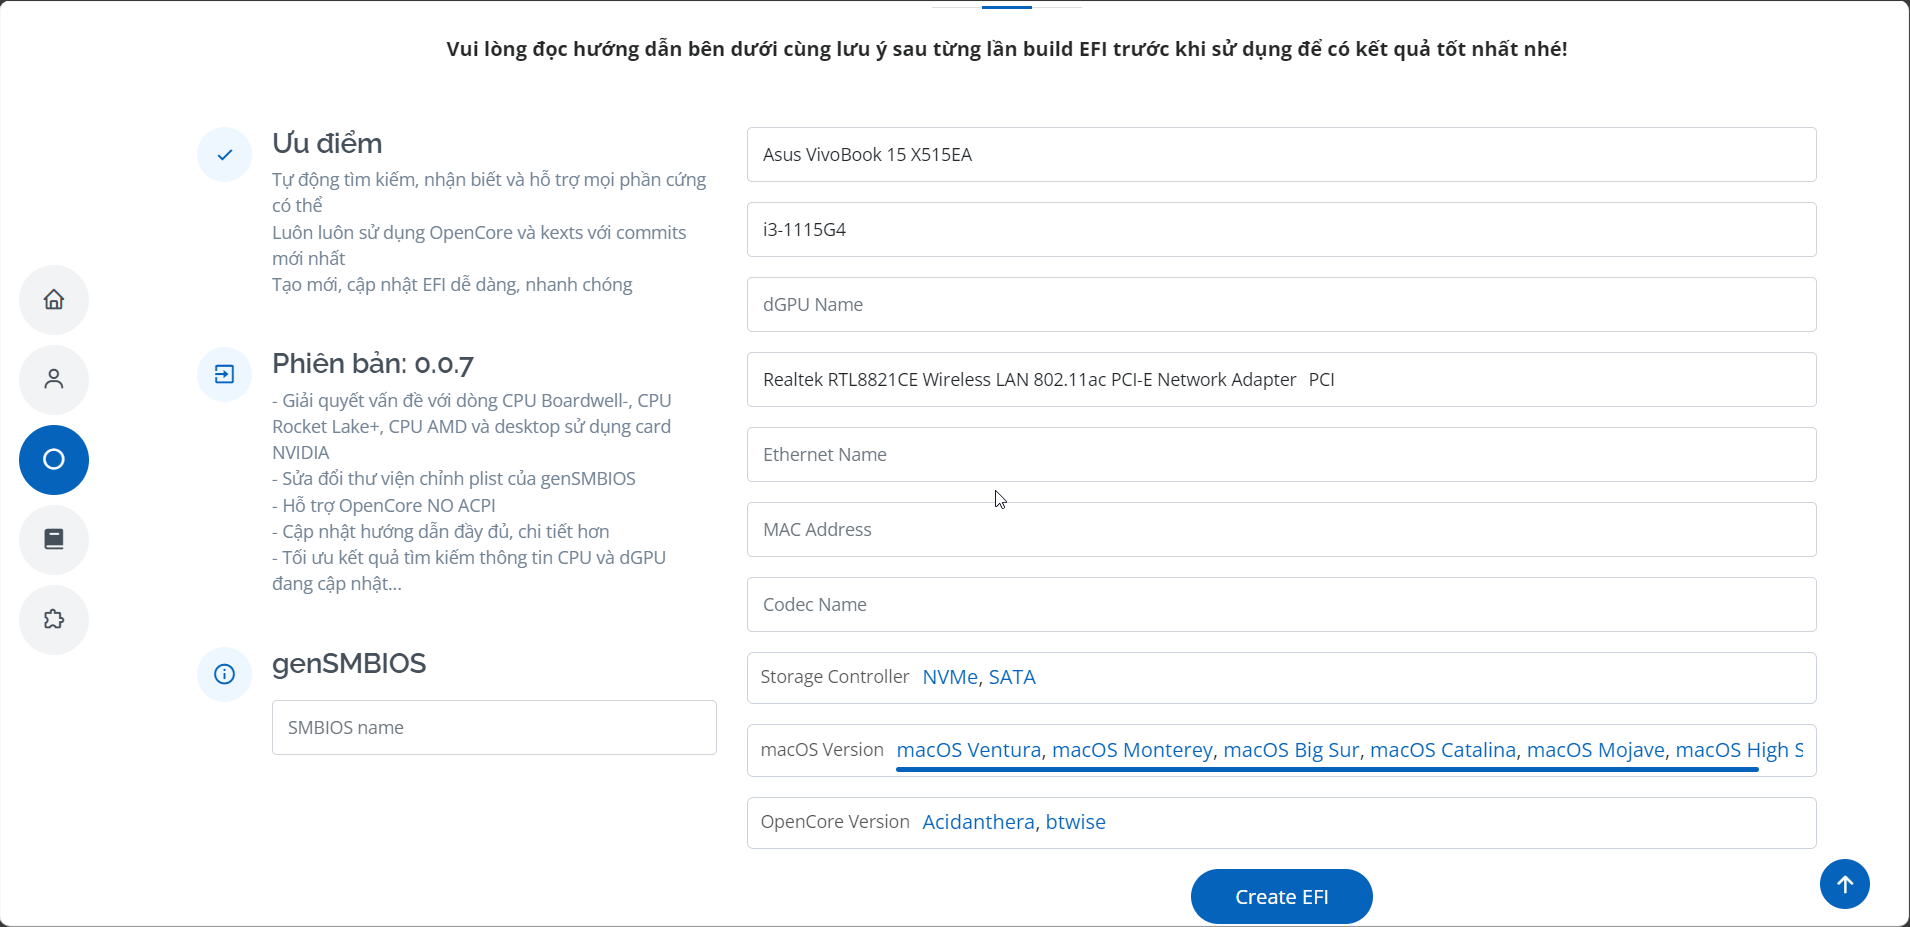 Vui lòng đọc hướng dẫn bên dưới cùng lưu ý sau từng lần build EFI trước khi sử dụng để có kết quả tốt nhất nhé!
Ưu điểm
Tự động tìm kiếm, nhận biết và hỗ trợ mọi phần cứng
có thể
Luôn luôn sử dụng OpenCore và kexts với commits
mới nhất
Tạo mới, cập nhật EFI dễ dàng, nhanh chóng
Phiên bản: 0.0.7
- Giải quyết vấn đề với dòng CPU Boardwell-, CPU
Rocket Lake+, CPU AMD và desktop sử dụng card
NVIDIA
- Sửa đổi thư viện chỉnh plist của genSMBIOS
- Hỗ trợ OpenCore NO ACPI
- Cập nhật hướng dẫn đầy đủ, chi tiết hơn
- Tối ưu kết quả tìm kiếm thông tin CPU và dGPU
đang cập nhật...
genSMBIOS
SMBIOS name
Asus VivoBook 15 X515EA
i3-1115G4
dGPU Name
Realtek RTL8821CE Wireless LAN 802.11ac PCI-E Network Adapter PCI
Ethernet Name
MAC Address
Codec Name
Storage Controller NVMe, SATA
macOS Version macOS Ventura, macOS Monterey, macOS Big Sur, macOS Catalina, macOS Mojave, macOS High S
OpenCore Version Acidanthera, btwise
Create EFI